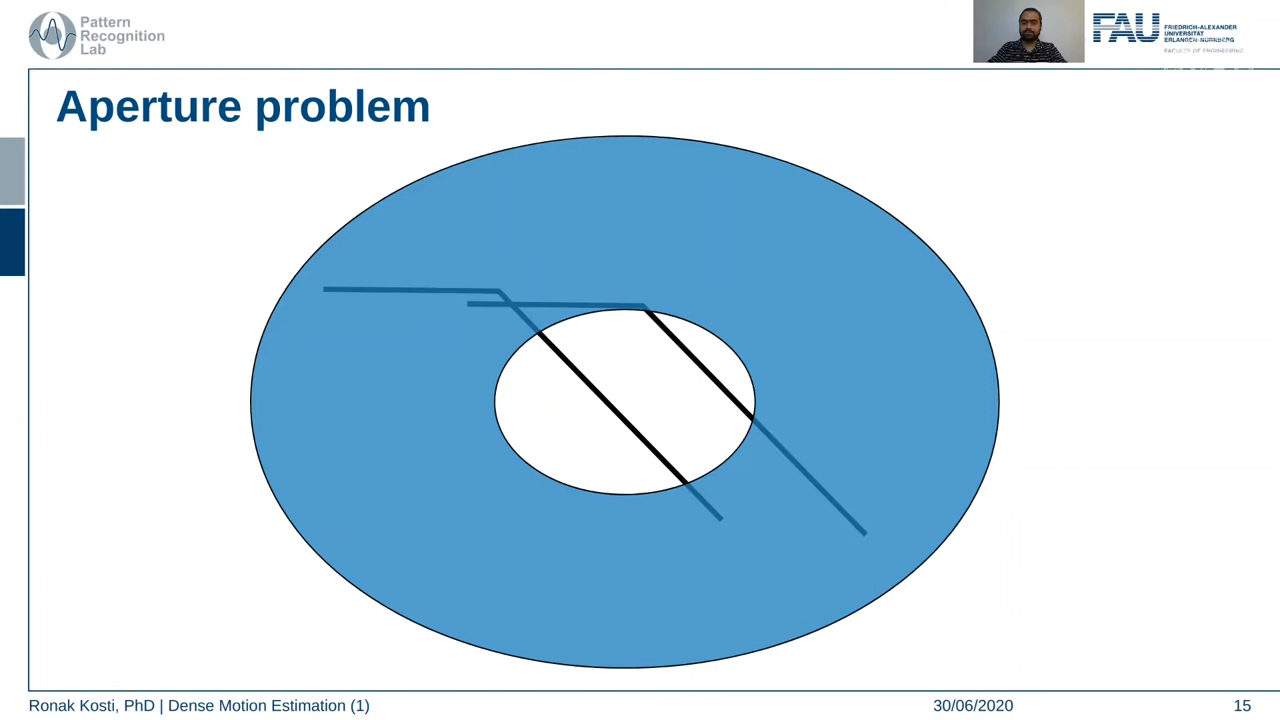 Pattern
Recognition
Lab
FAU
FRIEDRICH-ALEXANDER
UNIVERSITÄT
ERLANGEN-NÜRNBERG
FACULTY OF ENGINEERING
Aperture problem
Ronak Kosti, PhD | Dense Motion Estimation (1)
30/06/2020
15